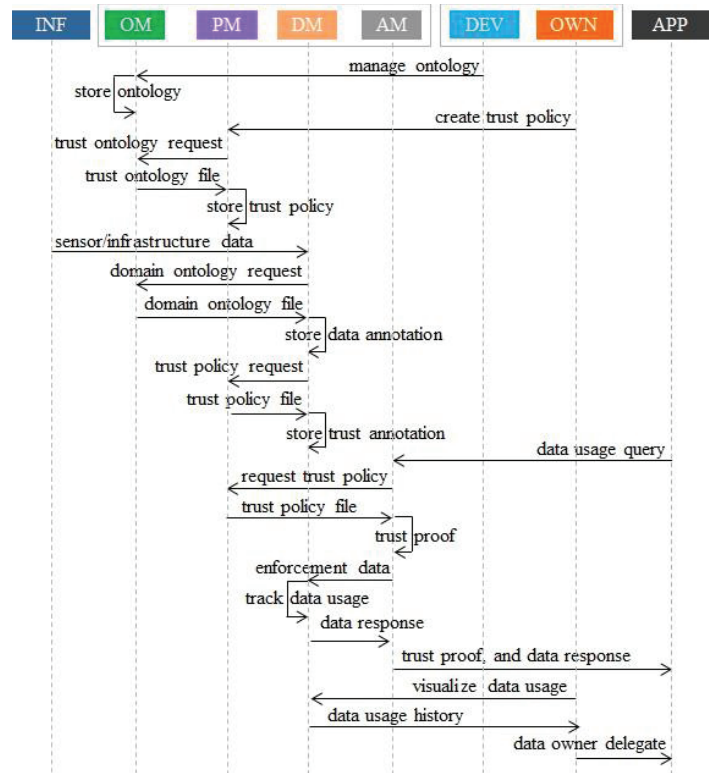 INF OM PM DM AM DEV OWN APP
manage ontology
store ontology
create trust policy
trust ontology request
trust ontology file
store trust policy
sensor/infrastructure data
domain ontology request
domain ontology file
store data annotation
trust policy request
trust policy file
store trust annotation
data usage query
request trust policy
trust policy file
trust proof
enforcement data
track data usage
data response
trust proof, and data response
visualize data usage
data usage history
data owner delegate